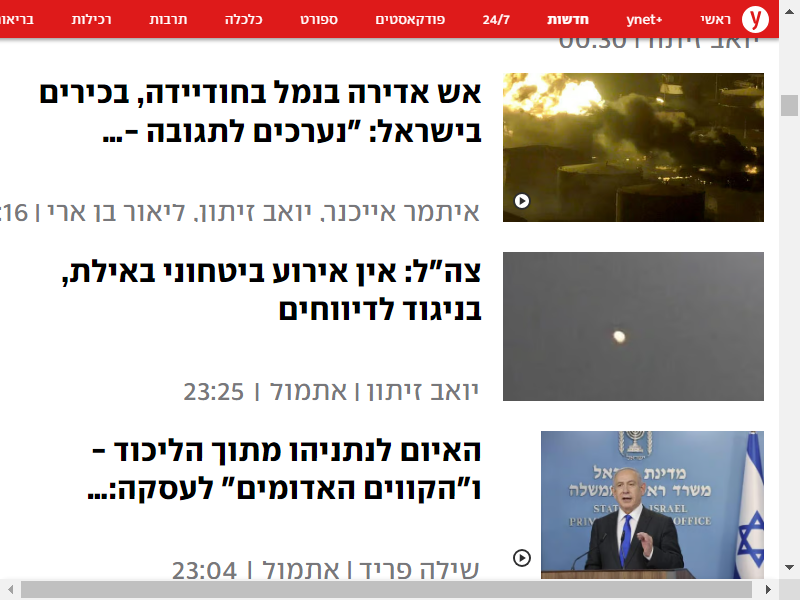 ראשי ynet+ חדשות 24/7 פודקאסטים ספורט כלכלה תרבות רכילות
יואב זיתון | 00:30
אש אדירה בנמל בחודיידה, בכירים
בישראל: "נערכים לתגובה -...
איתמר אייכנר, יואב זיתון, ליאור בן ארי | 16:
צה"ל: אין אירוע ביטחוני באילת,
בניגוד לדיווחים
יואב זיתון | אתמול | 23:25
האיום לנתניהו מתוך הליכוד -
ו"הקווים האדומים" לעסקה:...
מדינת ישראל
משרד ראש הממשלה
STATE OF ISRAEL
PRIME MINISTER'S OFFICE
שילה פריד | אתמול | 23:04